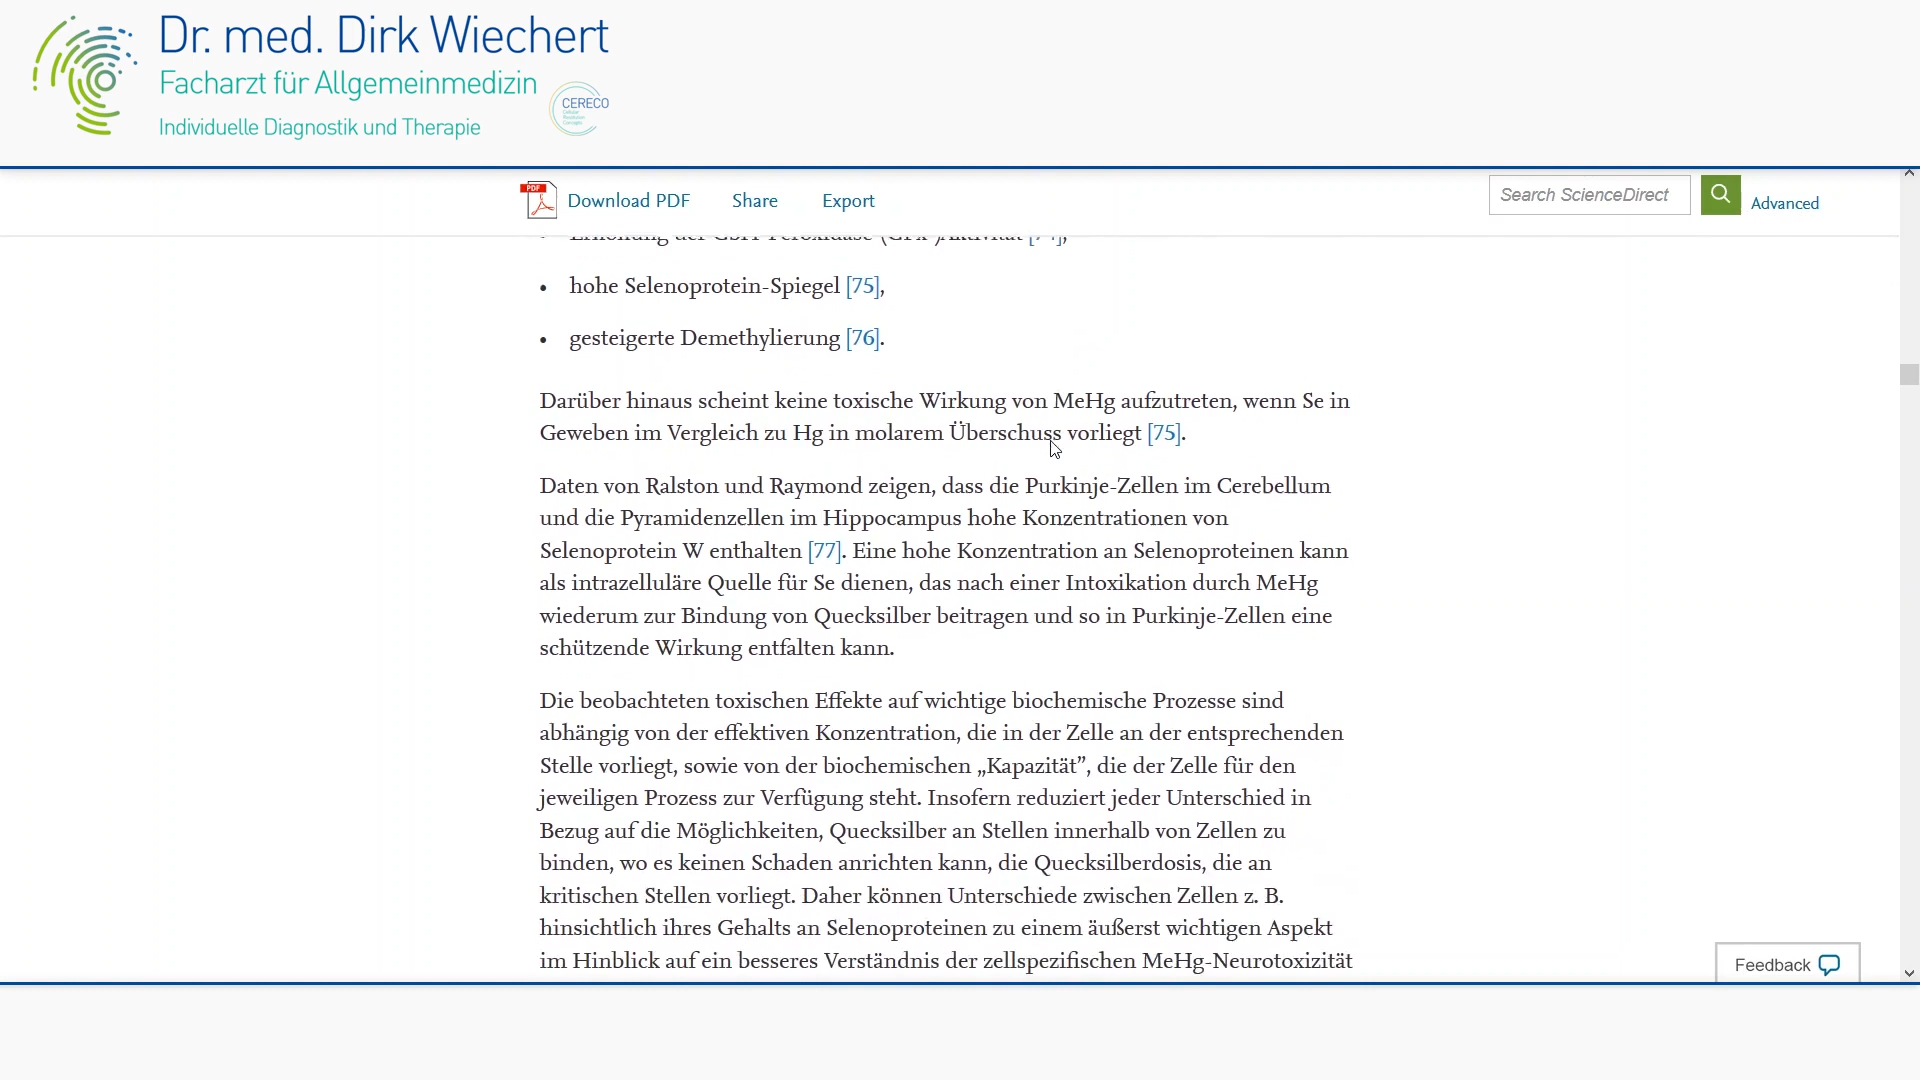 Dr. med. Dirk Wiechert
Facharzt für Allgemeinmedizin
CERECO
Individuelle Diagnostik und Therapie
Download PDF Share Export
Search ScienceDirect
Advanced
• hohe Selenoprotein-Spiegel [75],
• gesteigerte Demethylierung [76].
Darüber hinaus scheint keine toxische Wirkung von MeHg aufzutreten, wenn Se in
Geweben im Vergleich zu Hg in molarem Überschuss vorliegt [75].
Daten von Ralston und Raymond zeigen, dass die Purkinje-Zellen im Cerebellum
und die Pyramidenzellen im Hippocampus hohe Konzentrationen von
Selenoprotein W enthalten [77]. Eine hohe Konzentration an Selenoproteinen kann
als intrazelluläre Quelle für Se dienen, das nach einer Intoxikation durch MeHg
wiederum zur Bindung von Quecksilber beitragen und so in Purkinje-Zellen eine
schützende Wirkung entfalten kann.
Die beobachteten toxischen Effekte auf wichtige biochemische Prozesse sind
abhängig von der effektiven Konzentration, die in der Zelle an der entsprechenden
Stelle vorliegt, sowie von der biochemischen „Kapazität”, die der Zelle für den
jeweiligen Prozess zur Verfügung steht. Insofern reduziert jeder Unterschied in
Bezug auf die Möglichkeiten, Quecksilber an Stellen innerhalb von Zellen zu
binden, wo es keinen Schaden anrichten kann, die Quecksilberdosis, die an
kritischen Stellen vorliegt. Daher können Unterschiede zwischen Zellen z. B.
hinsichtlich ihres Gehalts an Selenoproteinen zu einem äußerst wichtigen Aspekt
im Hinblick auf ein besseres Verständnis der zellspezifischen MeHg-Neurotoxizität
Feedback